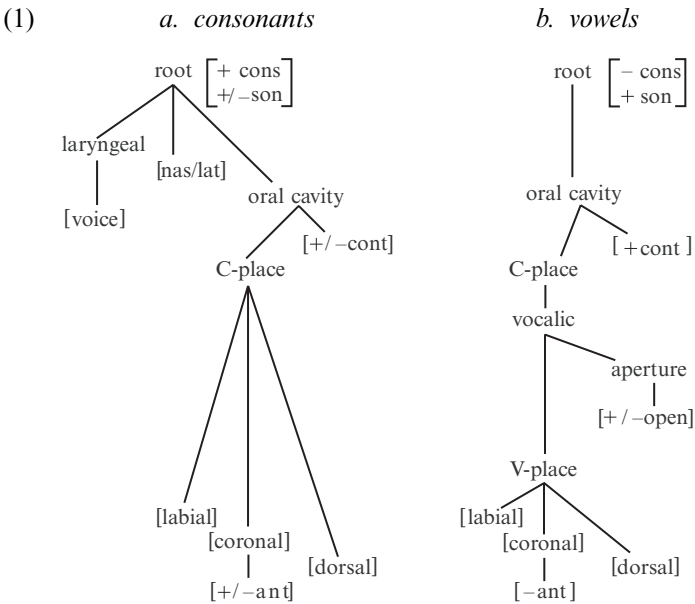 (1) a. consonants b. vowels
root [ + cons
+/–son ]
laryngeal
[nas/lat]
[voice]
oral cavity
[+/–cont]
C-place
[labial]
[coronal]
[dorsal]
[+/–ant]
root [ – cons
+ son ]
oral cavity
[+cont ]
C-place
vocalic
aperture
[+/–open]
V-place
[labial]
[coronal]
[dorsal]
[–ant]